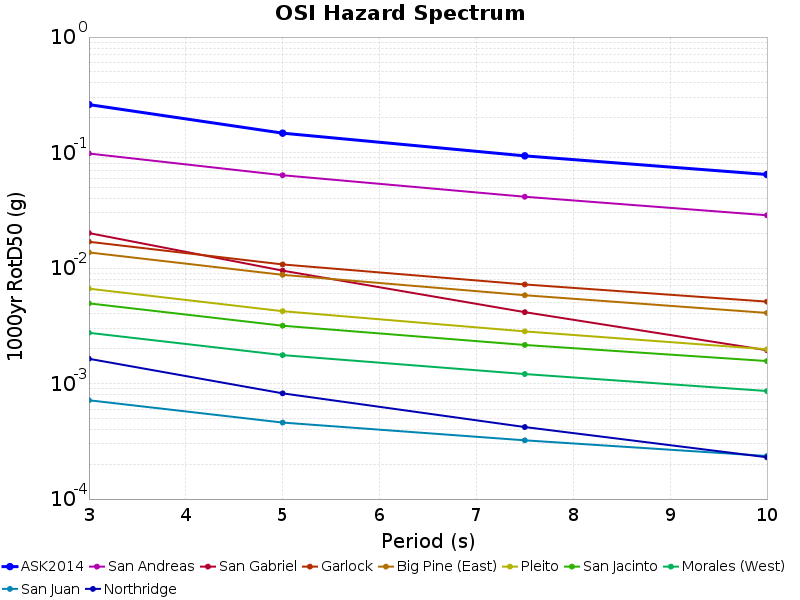 OSI Hazard Spectrum
1000yr RotD50 (g)
10^0
10^-1
10^-2
10^-3
10^-4
3 4 5 6 7 8 9 10
Period (s)
ASK2014 San Andreas San Gabriel Garlock Big Pine (East) Pleito San Jacinto Morales (West)
San Juan Northridge